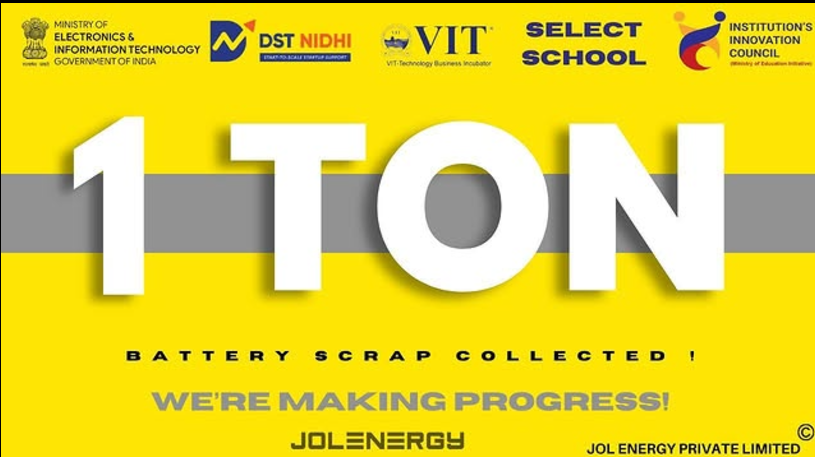 MINISTRY OF
ELECTRONICS &
INFORMATION TECHNOLOGY
GOVERNMENT OF INDIA
DST NIDHI
START-TO-SCALE STARTUP SUPPORT
VIT
VIT-Technology Business Incubator
SELECT
SCHOOL
INSTITUTION'S
INNOVATION
COUNCIL
(Ministry of Education Initiative)
1 TON
BATTERY SCRAP COLLECTED !
WE'RE MAKING PROGRESS!
JOLENERGY
©
JOL ENERGY PRIVATE LIMITED